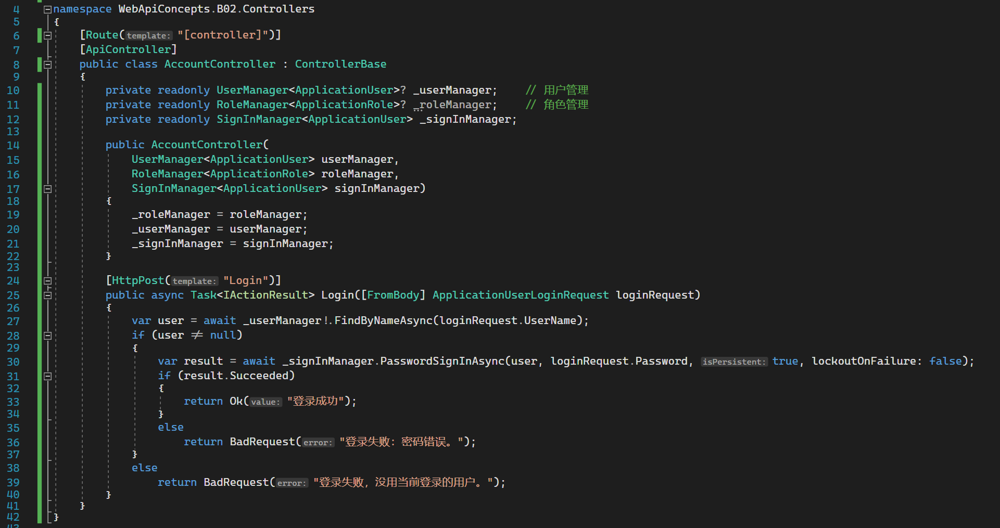 4 namespace WebApiConcepts.B02.Controllers
5 {
6 [Route(template: "[controller]")]
7 [ApiController]
8 public class AccountController : ControllerBase
9 {
10 private readonly UserManager<ApplicationUser>? _userManager; // 用户管理
11 private readonly RoleManager<ApplicationRole>? _roleManager; // 角色管理
12 private readonly SignInManager<ApplicationUser> _signInManager;
13
14 public AccountController(
15 UserManager<ApplicationUser> userManager,
16 RoleManager<ApplicationRole> roleManager,
17 SignInManager<ApplicationUser> signInManager)
18 {
19 _roleManager = roleManager;
20 _userManager = userManager;
21 _signInManager = signInManager;
22 }
23
24 [HttpPost(template: "Login")]
25 public async Task<IActionResult> Login([FromBody] ApplicationUserLoginRequest loginRequest)
26 {
27 var user = await _userManager!.FindByNameAsync(loginRequest.UserName);
28 if (user != null)
29 {
30 var result = await _signInManager.PasswordSignInAsync(user, loginRequest.Password, isPersistent: true, lockoutOnFailure: false);
31 if (result.Succeeded)
32 {
33 return Ok(value: "登录成功");
34 }
35 else
36 return BadRequest(error: "登录失败：密码错误。");
37 }
38 else
39 return BadRequest(error: "登录失败，没用当前登录的用户。");
40 }
41 }
42 }
43